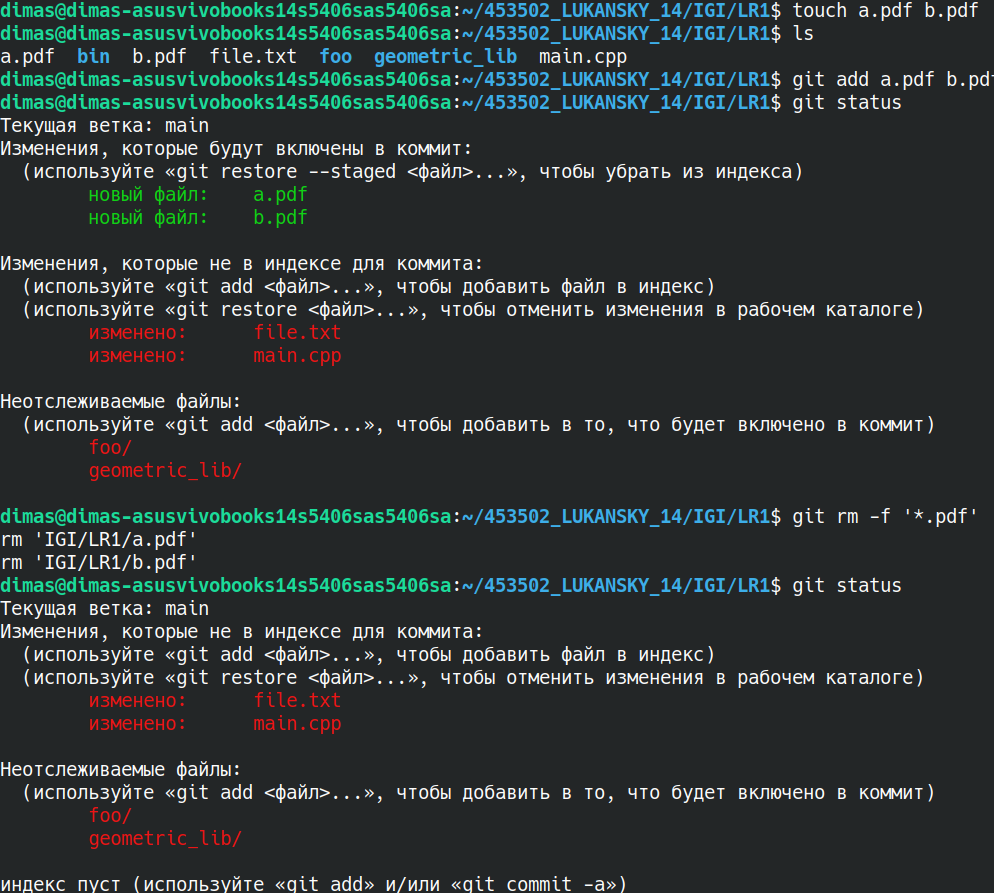 dimas@dimas-asusvivobooks14s5406sas5406sa:~/453502_LUKANSKY_14/IGI/LR1$ touch a.pdf b.pdf
dimas@dimas-asusvivobooks14s5406sas5406sa:~/453502_LUKANSKY_14/IGI/LR1$ ls
a.pdf  bin  b.pdf  file.txt  foo  geometric_lib  main.cpp
dimas@dimas-asusvivobooks14s5406sas5406sa:~/453502_LUKANSKY_14/IGI/LR1$ git add a.pdf b.pdf
dimas@dimas-asusvivobooks14s5406sas5406sa:~/453502_LUKANSKY_14/IGI/LR1$ git status
Текущая ветка: main
Изменения, которые будут включены в коммит:
  (используйте «git restore --staged <файл>...», чтобы убрать из индекса)
        новый файл:    a.pdf
        новый файл:    b.pdf

Изменения, которые не в индексе для коммита:
  (используйте «git add <файл>...», чтобы добавить файл в индекс)
  (используйте «git restore <файл>...», чтобы отменить изменения в рабочем каталоге)
        изменено:      file.txt
        изменено:      main.cpp

Неотслеживаемые файлы:
  (используйте «git add <файл>...», чтобы добавить в то, что будет включено в коммит)
        foo/
        geometric_lib/

dimas@dimas-asusvivobooks14s5406sas5406sa:~/453502_LUKANSKY_14/IGI/LR1$ git rm -f '*.pdf'
rm 'IGI/LR1/a.pdf'
rm 'IGI/LR1/b.pdf'
dimas@dimas-asusvivobooks14s5406sas5406sa:~/453502_LUKANSKY_14/IGI/LR1$ git status
Текущая ветка: main
Изменения, которые не в индексе для коммита:
  (используйте «git add <файл>...», чтобы добавить файл в индекс)
  (используйте «git restore <файл>...», чтобы отменить изменения в рабочем каталоге)
        изменено:      file.txt
        изменено:      main.cpp

Неотслеживаемые файлы:
  (используйте «git add <файл>...», чтобы добавить в то, что будет включено в коммит)
        foo/
        geometric_lib/

индекс пуст (используйте «git add» и/или «git commit -a»)